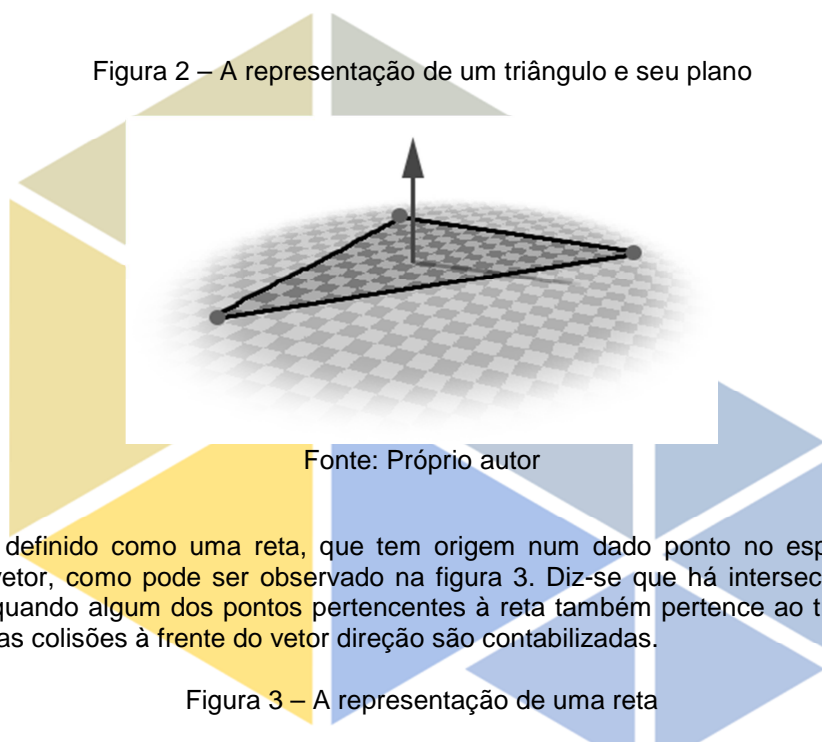 Figura 2 – A representação de um triângulo e seu plano
Fonte: Próprio autor
definido como uma reta, que tem origem num dado ponto no esp
vetor, como pode ser observado na figura 3. Diz-se que há intersec
quando algum dos pontos pertencentes à reta também pertence ao t
as colisões à frente do vetor direção são contabilizadas.
Figura 3 – A representação de uma reta